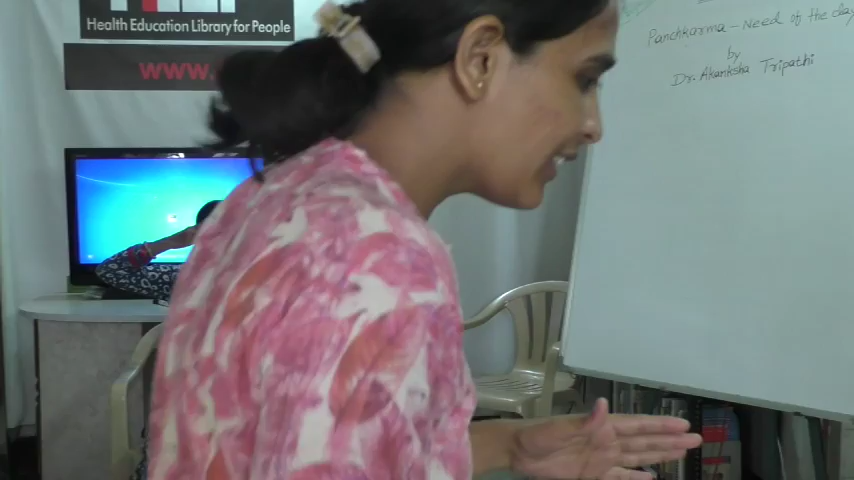 Health Education Library for People
www.
Panchkarma - Need of the day
by
Dr. Akanksha Tripathi